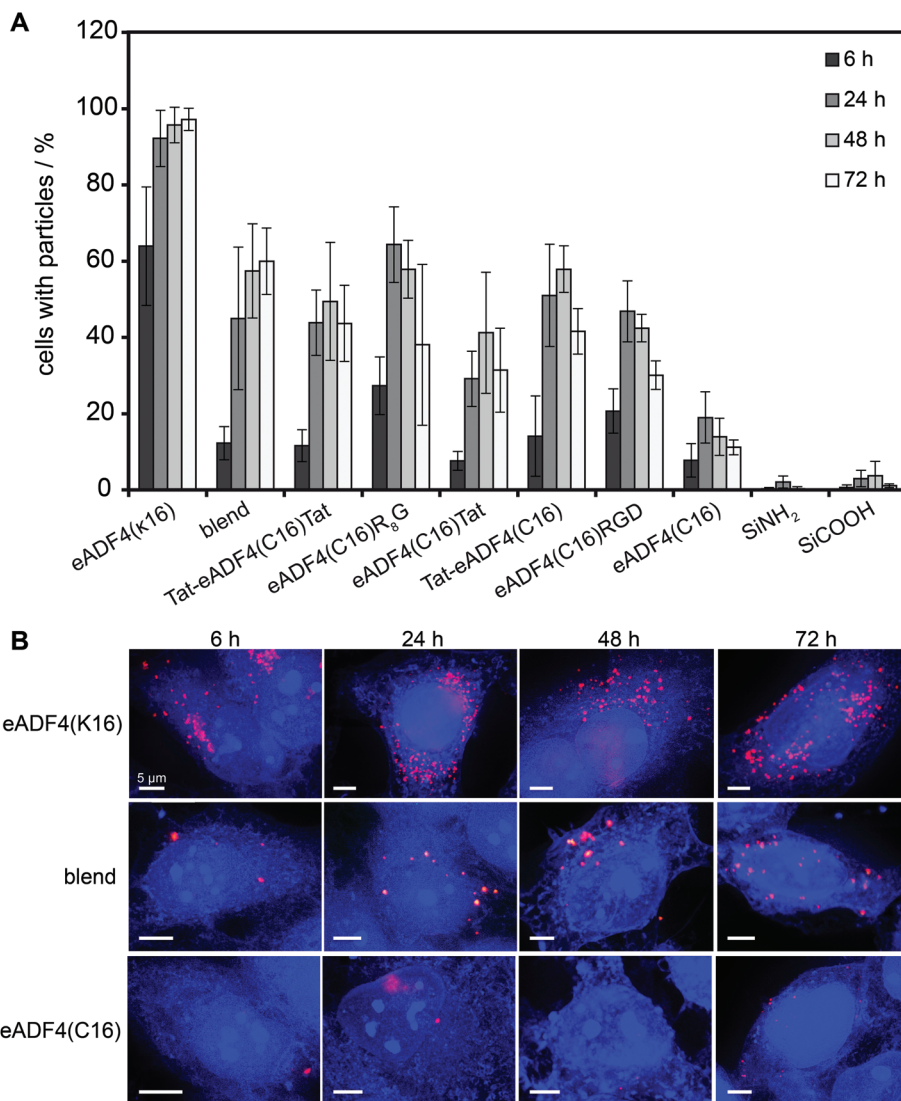 A
120
100
80
60
40
20
0
cells with particles / %
6 h
24 h
48 h
72 h
eADF4(κ16)
blend
Tat-eADF4(C16)Tat
eADF4(C16)R₈G
eADF4(C16)Tat
Tat-eADF4(C16)
eADF4(C16)RGD
eADF4(C16)
SiNH₂
SiCOOH
B
6 h 24 h 48 h 72 h
eADF4(K16)
5 µm
blend
eADF4(C16)